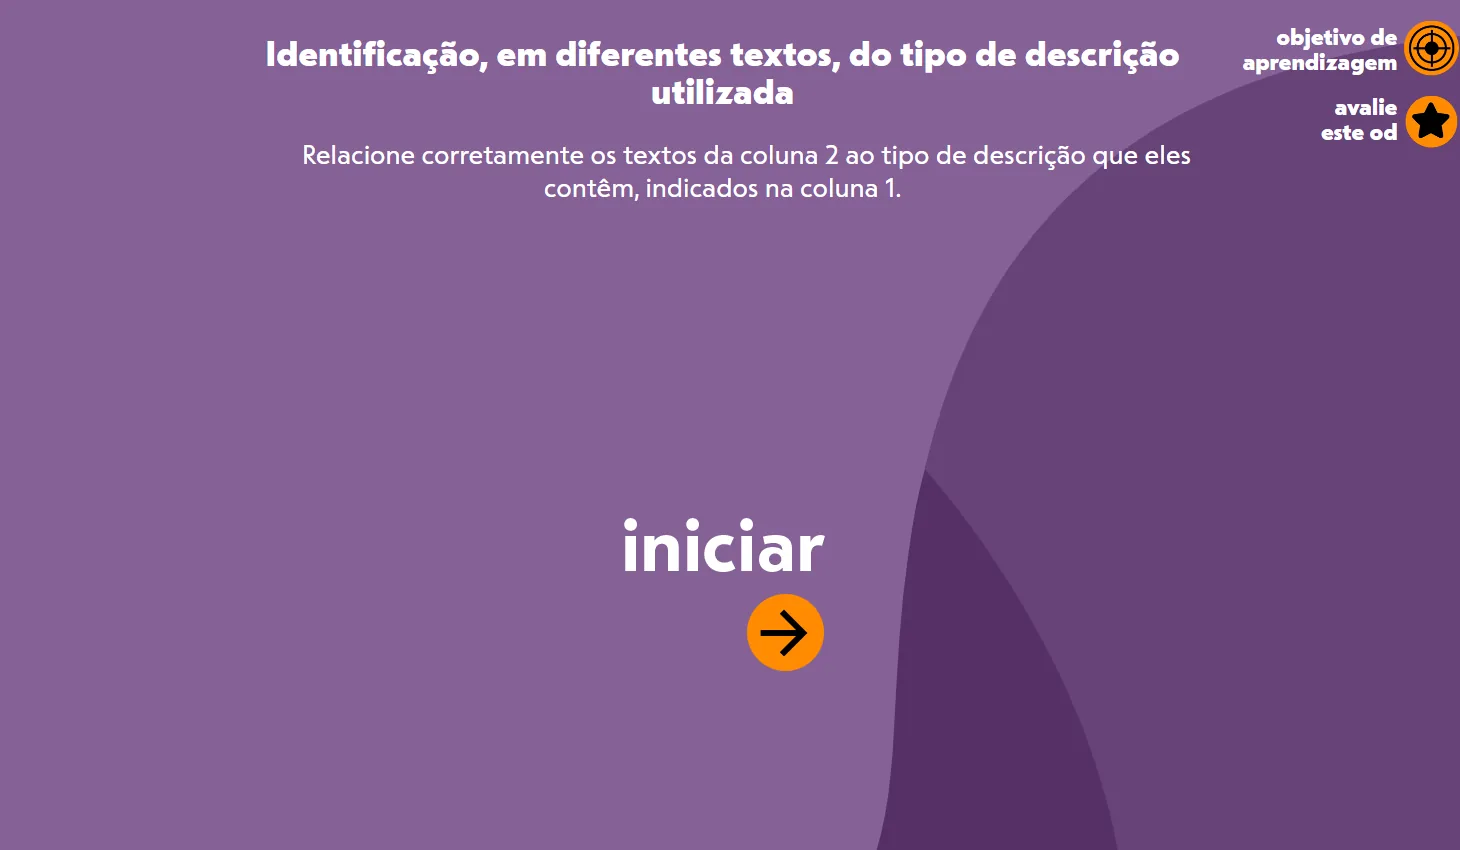 Identificação, em diferentes textos, do tipo de descrição
utilizada
Relacione corretamente os textos da coluna 2 ao tipo de descrição que eles
contêm, indicados na coluna 1.
objetivo de
aprendizagem
avalie
este od
iniciar